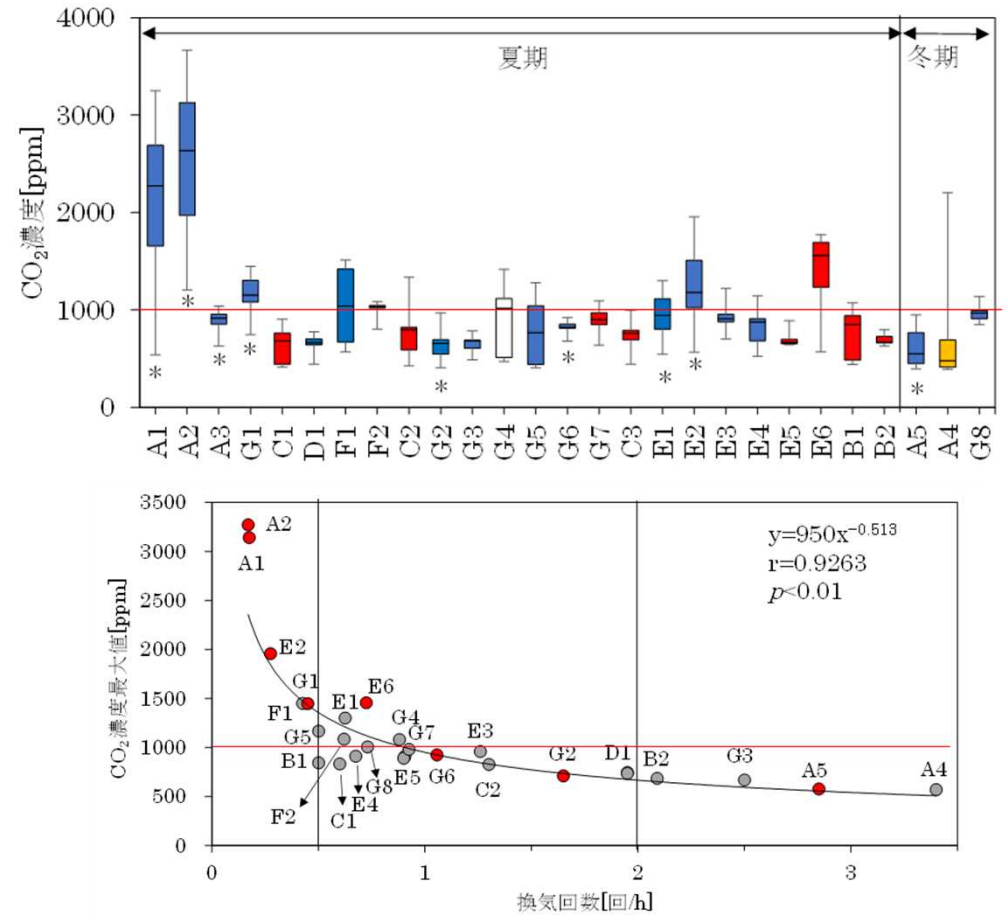 4000
3000
2000
1000
0
CO₂濃度[ppm]
夏期
冬期
*
*
*
*
*
*
*
*
*
A1 A2 A3 G1 C1 D1 F1 F2 C2 G2 G3 G4 G5 G6 G7 C3 E1 E2 E3 E4 E5 E6 B1 B2 A5 A4 G8
3500
3000
2500
2000
1500
1000
500
0
CO₂濃度最大値[ppm]
y=950x⁻⁰·⁵¹³
r=0.9263
p<0.01
A2
A1
E2
G1
E1
E6
F1
G4
G5
G7
E3
B1
E5
G6
G2
D1
B2
G3
A5
A4
C2
G8
E4
F2
C1
0 1 2 3
換気回数[回/h]